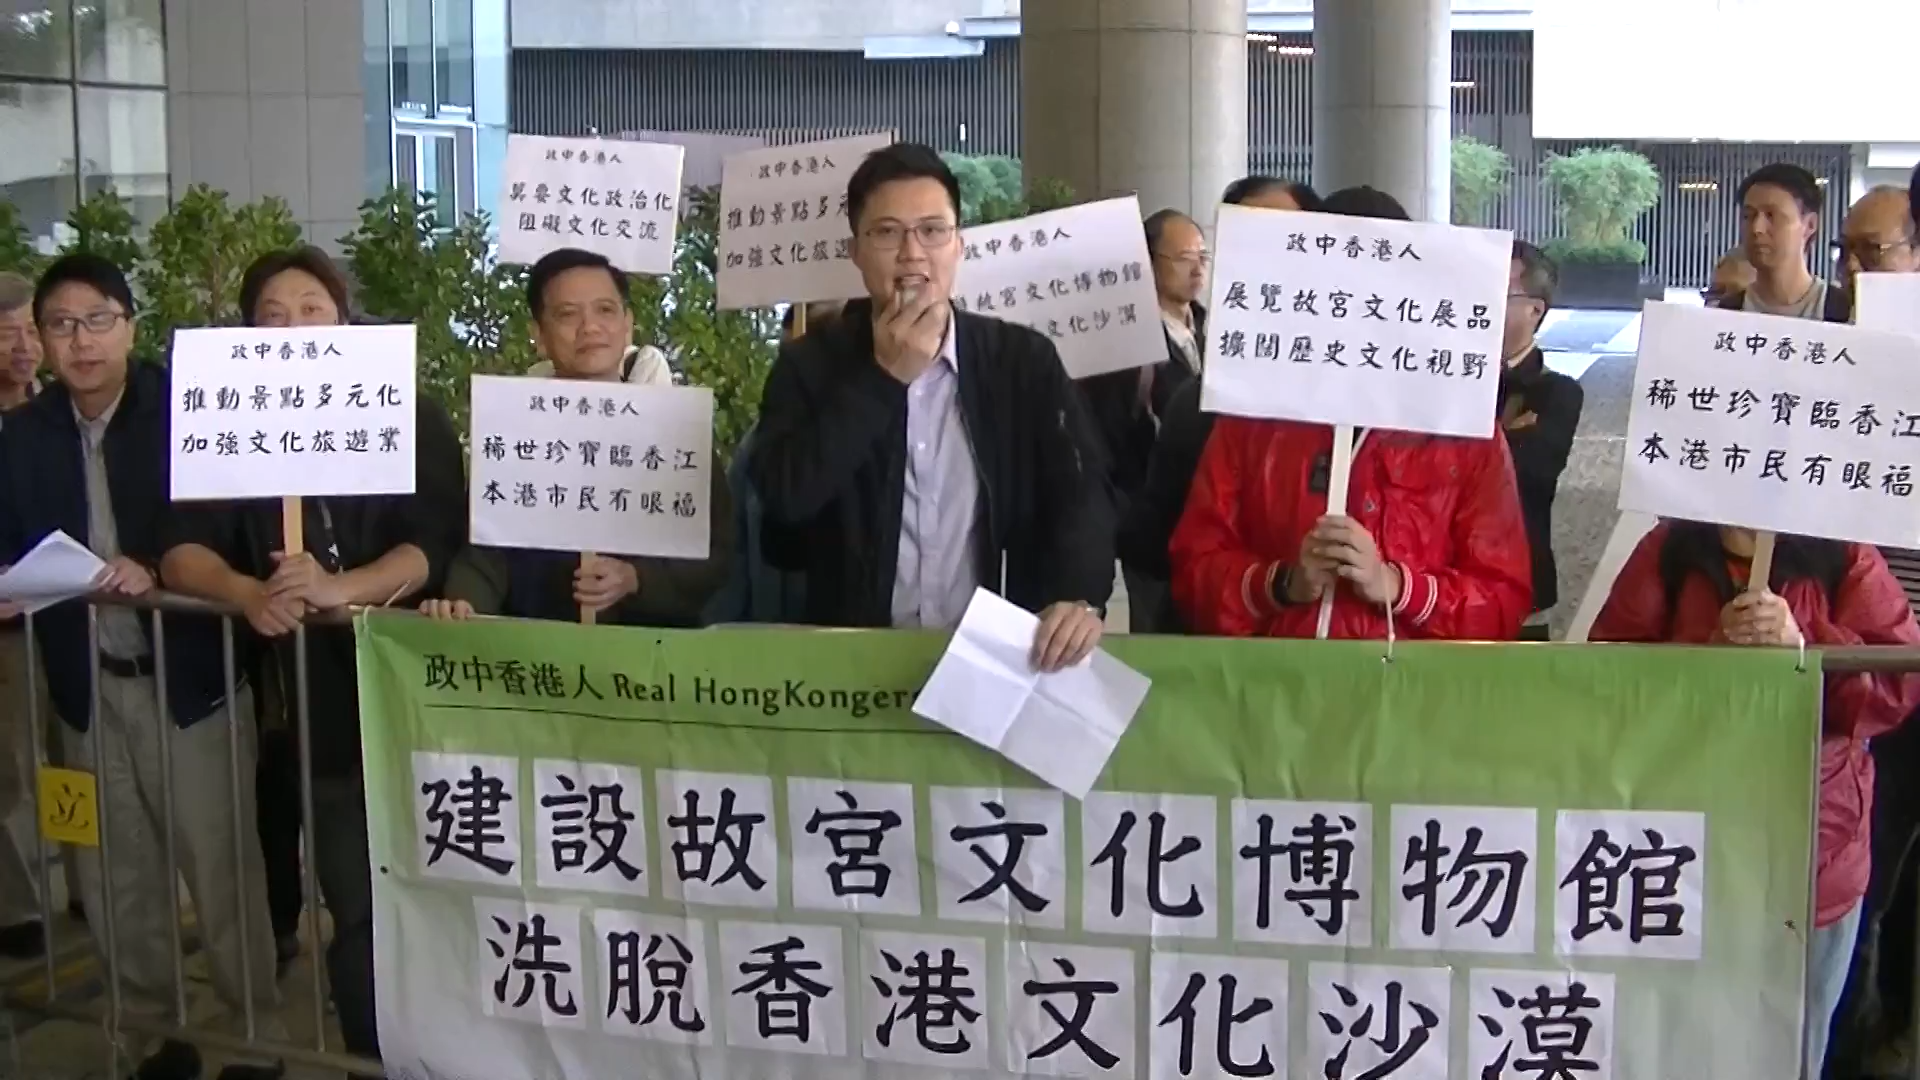 政中香港人
莫要文化政治化
阻礙文化交流
政中香港人
推動景點多
加強文化旅遊
政中香港人
故宮文化博物館
文化沙漠
政中香港人
展覽故宮文化展品
擴闊歷史文化視野
政中香港人
稀世珍寶臨香江
本港市民有眼福
政中香港人
推動景點多元化
加強文化旅遊業
政中香港人
稀世珍寶臨香江
本港市民有眼福
政中香港人 Real HongKonger
建設故宮文化博物館
洗脫香港文化沙漠
立